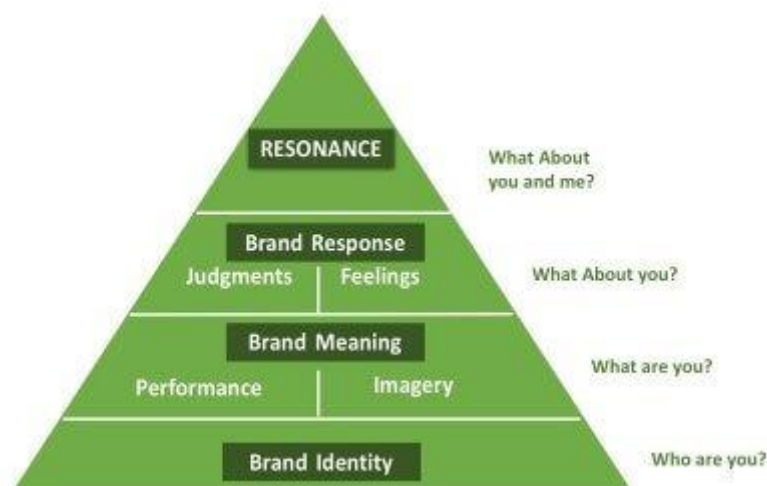 RESONANCE
What About
you and me?
Brand Response
Judgments Feelings
What About you?
Brand Meaning
Performance Imagery
What are you?
Brand Identity
Who are you?